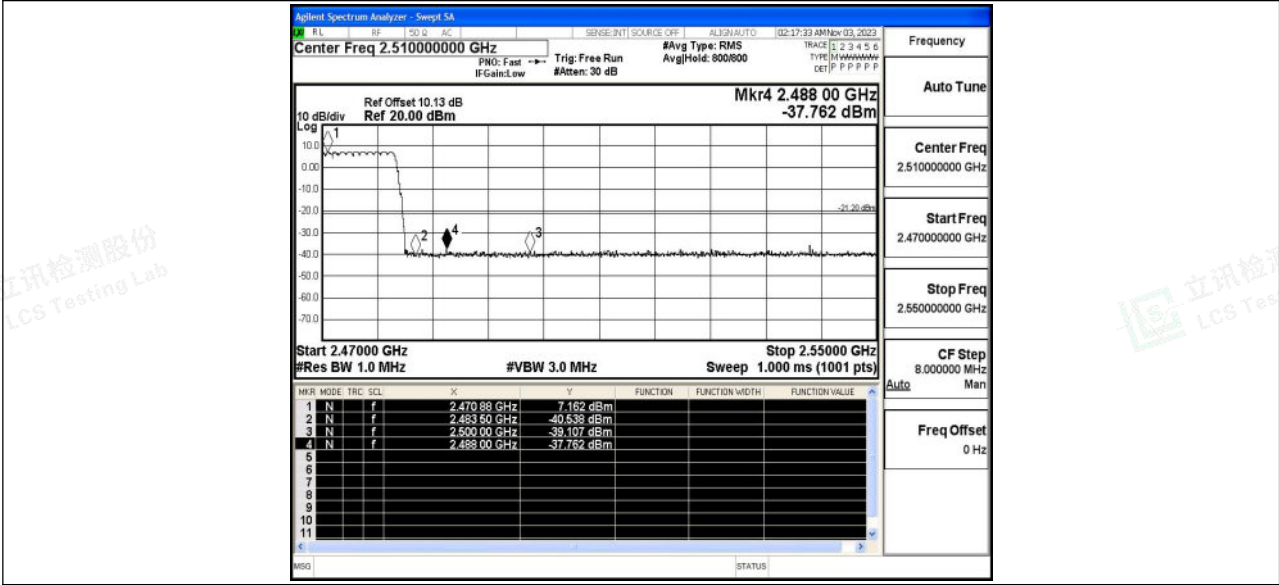 Agilent Spectrum Analyzer - Swept SA
RL RF 50 Ω AC SENSE:INT SOURCE OFF ALIGNAUTO 02:17:33 AM Nov 03, 2023
Center Freq 2.510000000 GHz
PNO: Fast
IFGain:Low
Trig: Free Run
#Atten: 30 dB
#Avg Type: RMS
Avg|Hold: 800/800
TRACE 1 2 3 4 5 6
TYPE MWWWWW
DET P P P P P P
Mkr4 2.488 00 GHz
-37.762 dBm
Ref Offset 10.13 dB
10 dB/div Ref 20.00 dBm
Log
10.0
0.00
-10.0
-20.0
-30.0
-40.0
-50.0
-60.0
-70.0
1
2
4
3
-21.20 dBm
Start 2.47000 GHz Stop 2.55000 GHz
#Res BW 1.0 MHz #VBW 3.0 MHz Sweep 1.000 ms (1001 pts)
MKR MODE TRC SCL X Y FUNCTION FUNCTION WIDTH FUNCTION VALUE
1 N f 2.470 88 GHz 7.162 dBm
2 N f 2.483 50 GHz -40.538 dBm
3 N f 2.500 00 GHz -39.107 dBm
4 N f 2.488 00 GHz -37.762 dBm
5
6
7
8
9
10
11
MSG STATUS
Frequency
Auto Tune
Center Freq
2.510000000 GHz
Start Freq
2.470000000 GHz
Stop Freq
2.550000000 GHz
CF Step
8.000000 MHz
Auto Man
Freq Offset
0 Hz
立讯检测股份
LCS Testing Lab
立讯检测
LCS Tes